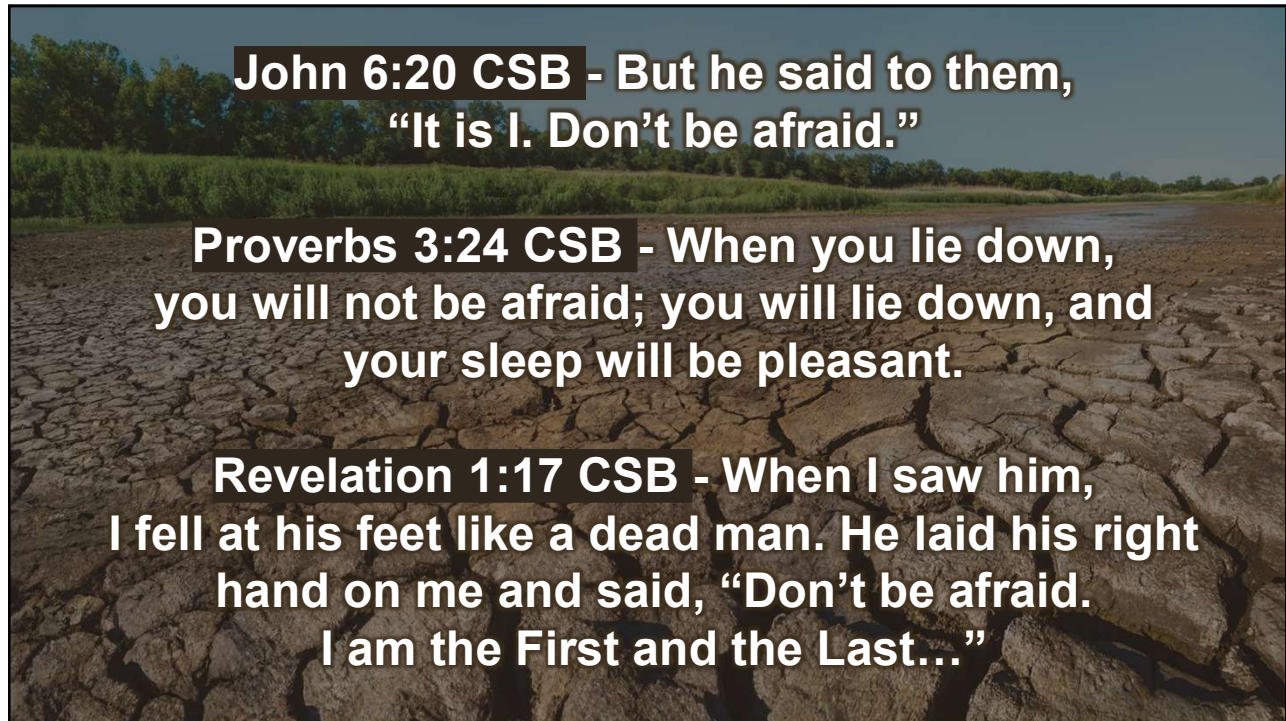 John 6:20 CSB - But he said to them,
“It is I. Don’t be afraid.”
Proverbs 3:24 CSB - When you lie down,
you will not be afraid; you will lie down, and
your sleep will be pleasant.
Revelation 1:17 CSB - When I saw him,
I fell at his feet like a dead man. He laid his right
hand on me and said, “Don’t be afraid.
I am the First and the Last…”